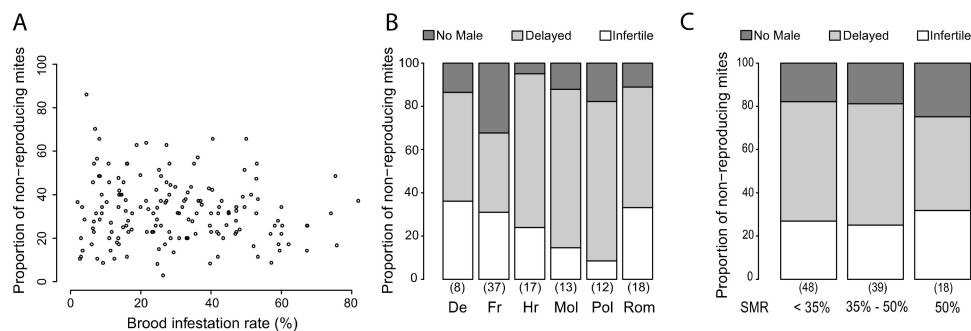 A
Proportion of non-reproducing mites
100
80
60
40
20
0
0 20 40 60 80
Brood infestation rate (%)
B
No Male Delayed Infertile
Proportion of non-reproducing mites
100
80
60
40
20
0
(8) (37) (17) (13) (12) (18)
De Fr Hr Mol Pol Rom
C
No Male Delayed Infertile
Proportion of non-reproducing mites
100
80
60
40
20
0
(48) (39) (18)
SMR < 35% 35% - 50% 50%